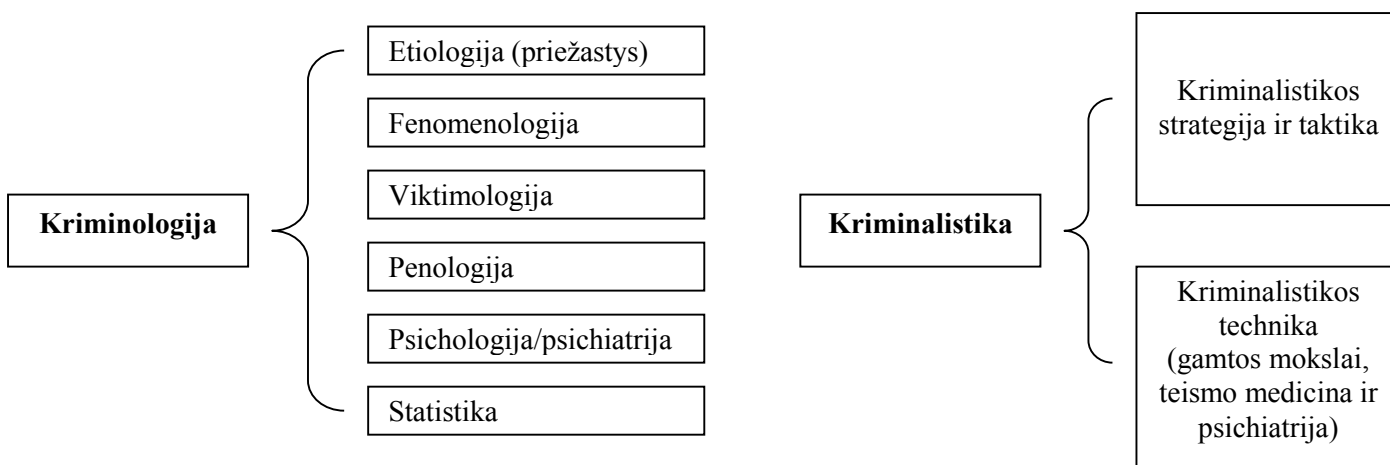 Kriminologija
Etiologija (priežastys)
Fenomenologija
Viktimologija
Penologija
Psichologija/psichiatrija
Statistika
Kriminalistika
Kriminalistikos
strategija ir taktika
Kriminalistikos
technika
(gamtos mokslai,
teismo medicina ir
psichiatrija)